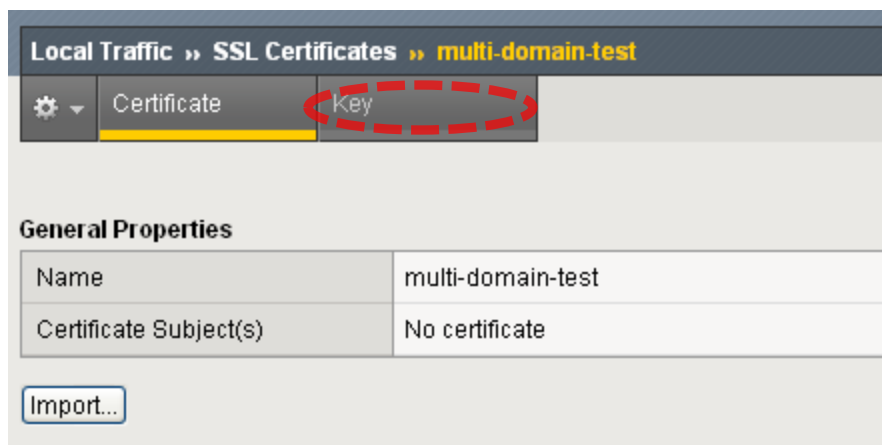 Local Traffic ›› SSL Certificates ›› multi-domain-test
Certificate Key
General Properties
Name multi-domain-test
Certificate Subject(s) No certificate
Import...